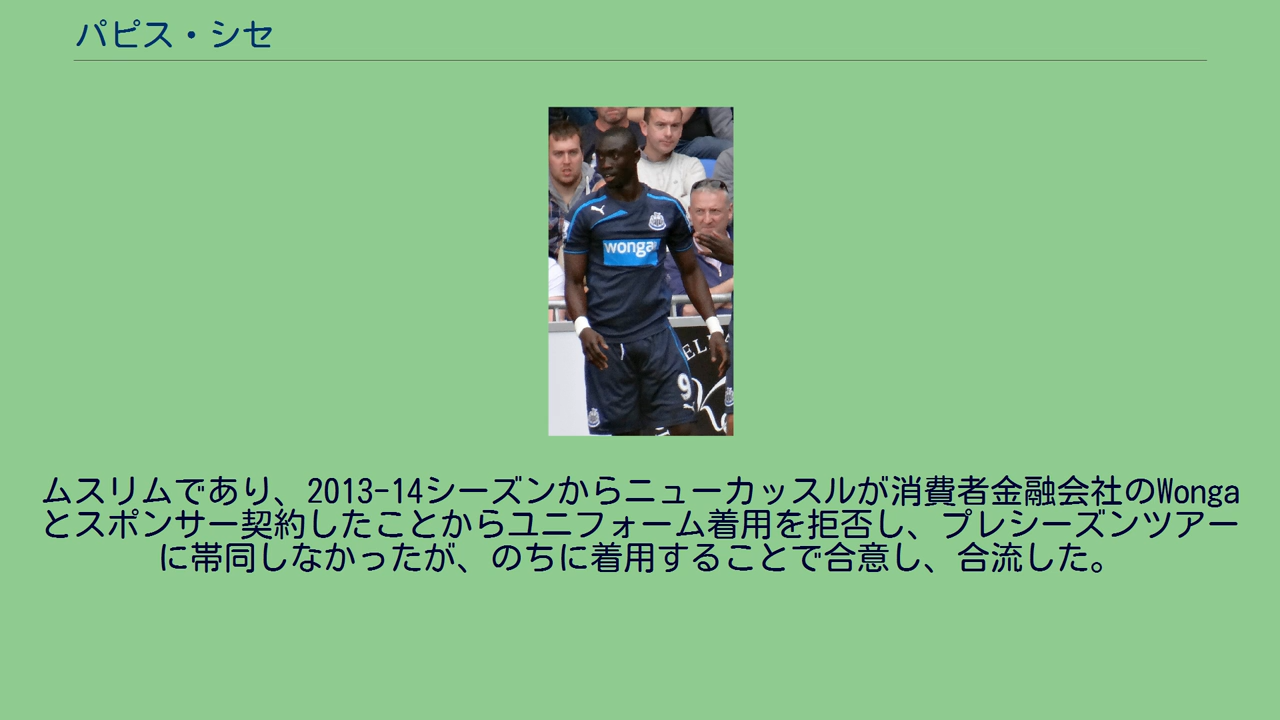 パピス・シセ
wonga
ELL
9
ムスリムであり、2013-14シーズンからニューカッスルが消費者金融会社のWonga
とスポンサー契約したことからユニフォーム着用を拒否し、プレシーズンツアー
に帯同しなかったが、のちに着用することで合意し、合流した。